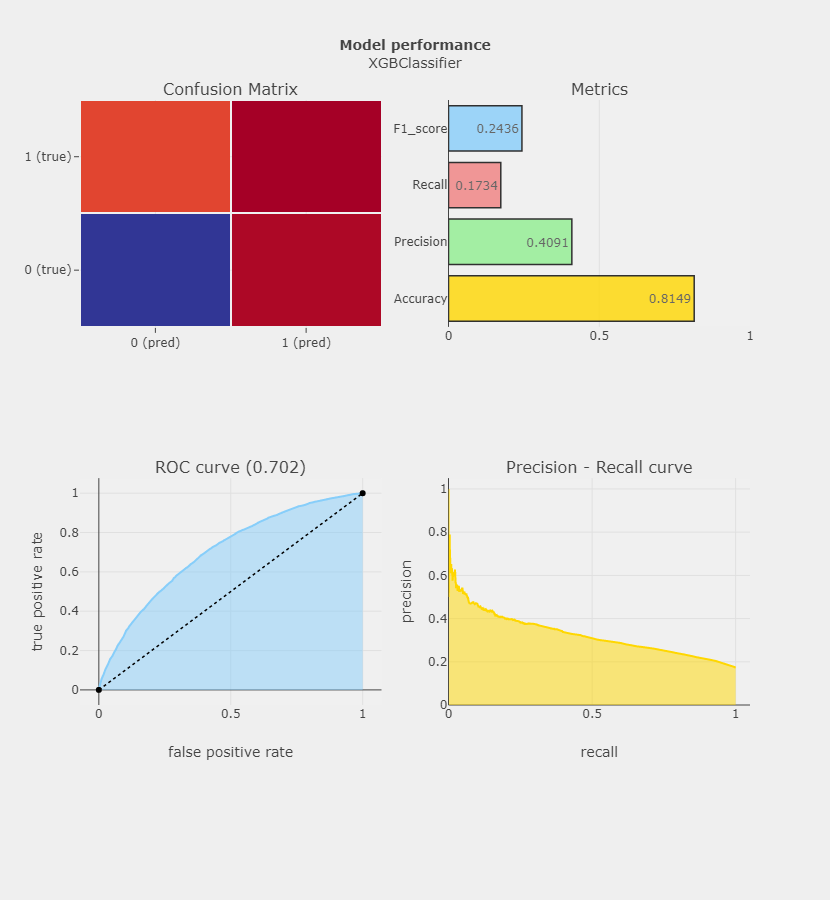 Model performance
XGBClassifier
Confusion Matrix
1 (true)
0 (true)
0 (pred)
1 (pred)
Metrics
F1_score
0.2436
Recall
0.1734
Precision
0.4091
Accuracy
0.8149
0
0.5
1
ROC curve (0.702)
true positive rate
1
0.8
0.6
0.4
0.2
0
0
0.5
1
false positive rate
Precision - Recall curve
precision
1
0.8
0.6
0.4
0.2
0
0
0.5
1
recall